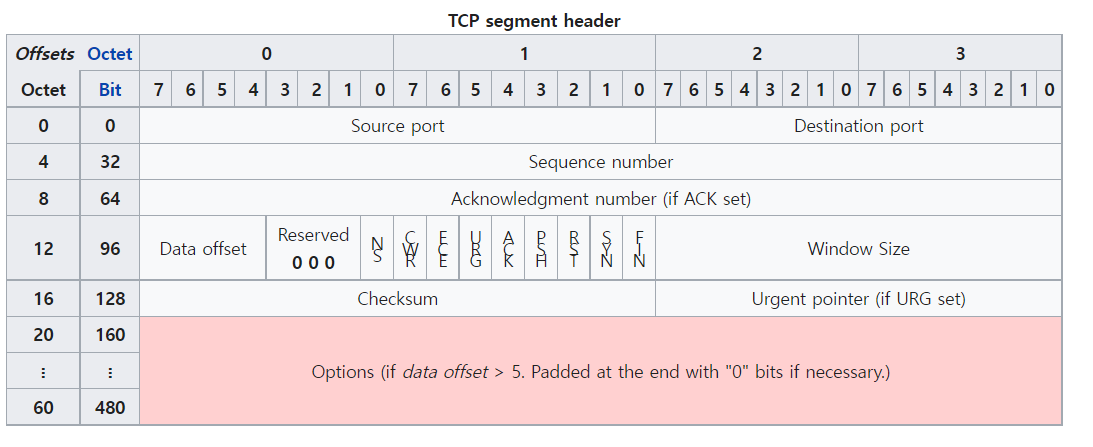 TCP segment header
Offsets Octet 0 1 2 3
Octet Bit 7 6 5 4 3 2 1 0 7 6 5 4 3 2 1 0 7 6 5 4 3 2 1 0 7 6 5 4 3 2 1 0
0 0 Source port Destination port
4 32 Sequence number
8 64 Acknowledgment number (if ACK set)
12 96 Data offset Reserved 0 0 0 NS CWR ECE URG ACK PSH RST SYN FIN Window Size
16 128 Checksum Urgent pointer (if URG set)
20 160
⋮ ⋮ Options (if data offset > 5. Padded at the end with "0" bits if necessary.)
60 480